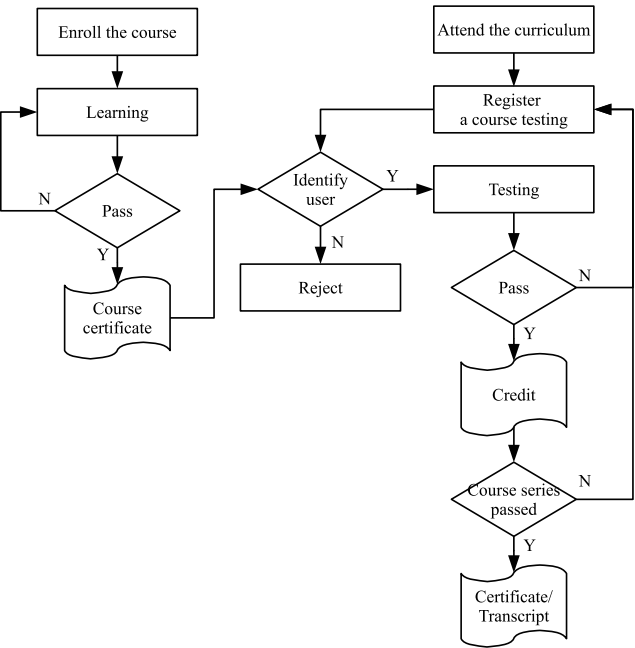 Enroll the course
Learning
N
Pass
Y
Course
certificate
Attend the curriculum
Register
a course testing
Identify
user
Y
N
Reject
Testing
Pass
N
Y
Credit
Course series
passed
N
Y
Certificate/
Transcript